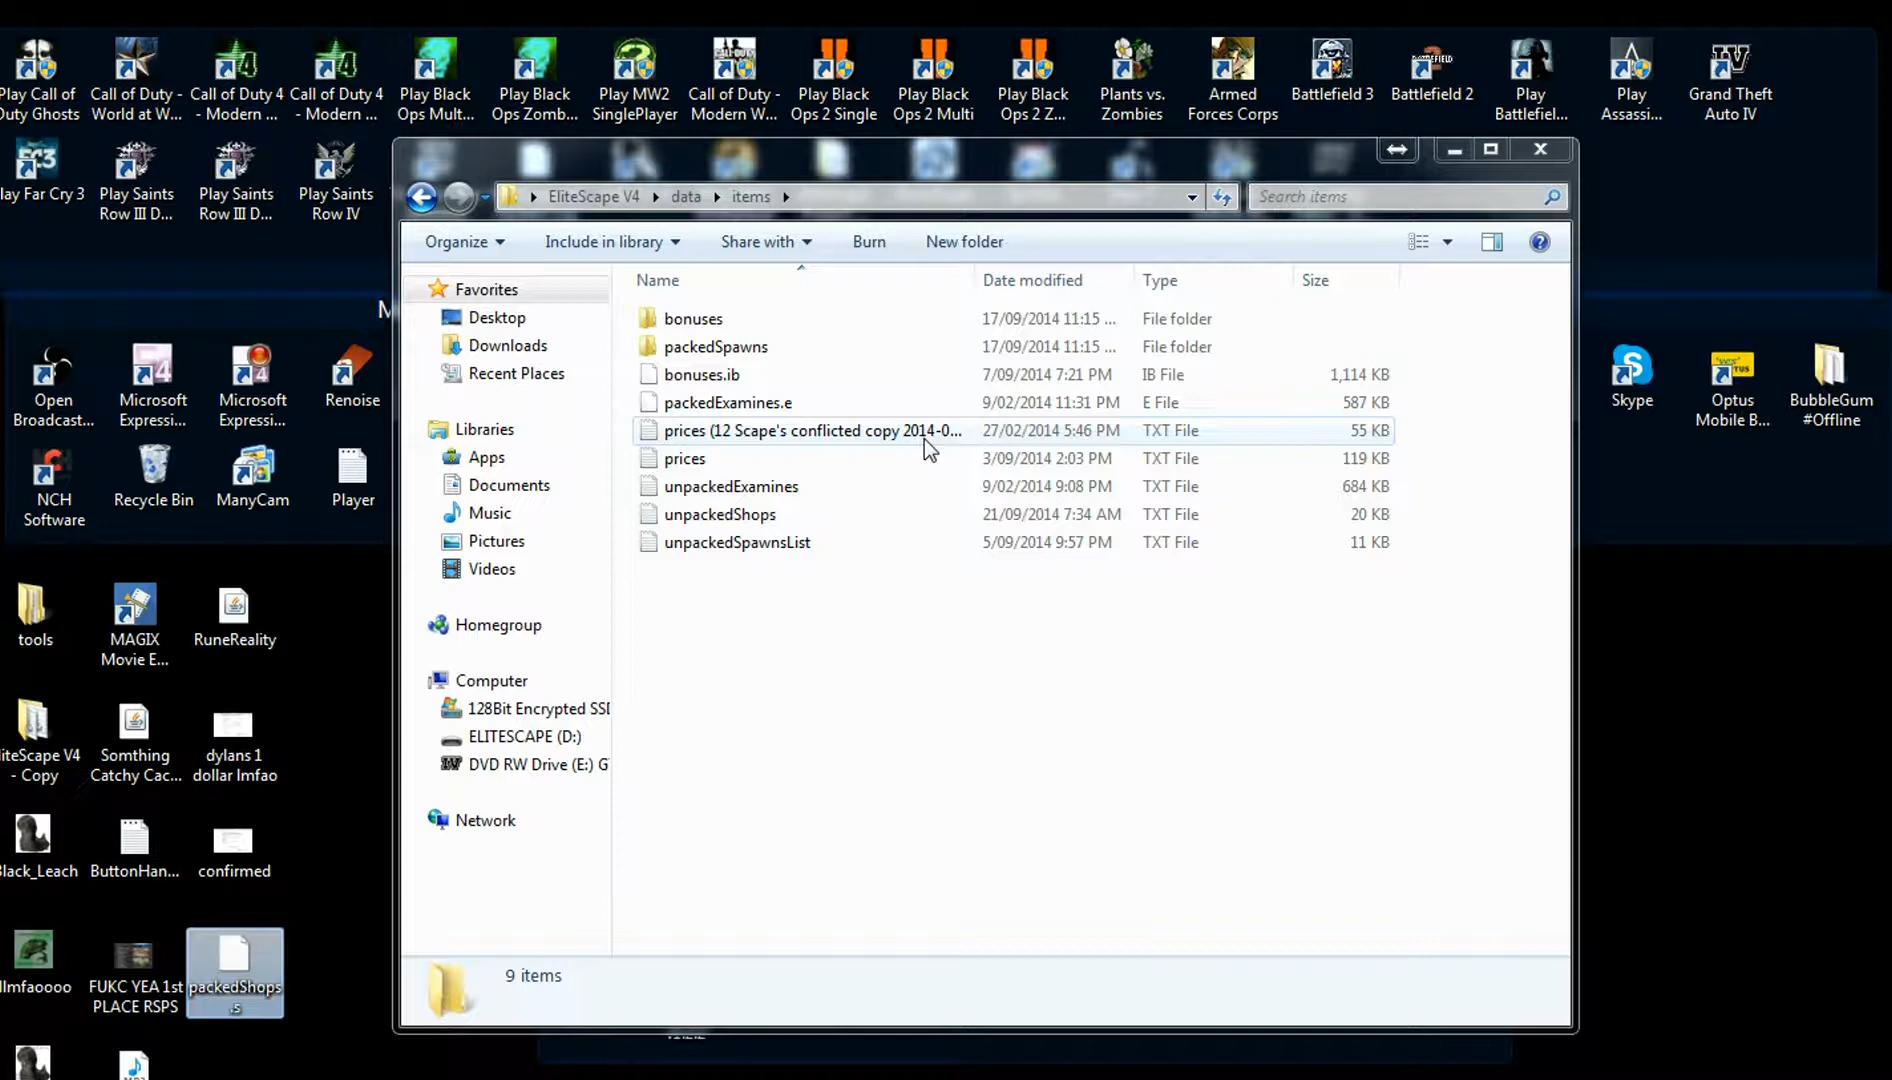 Play Call of Duty Ghosts
Call of Duty - World at W...
Call of Duty 4 - Modern ...
Call of Duty 4 - Modern ...
Play Black Ops Mult...
Play Black Ops Zomb...
Play MW2 SinglePlayer
Call of Duty - Modern W...
Play Black Ops 2 Single
Play Black Ops 2 Multi
Play Black Ops 2 Z...
Plants vs. Zombies
Armed Forces Corps
Battlefield 3
Battlefield 2
Play Battlefiel...
Play Assassi...
Grand Theft Auto IV
lay Far Cry 3
Play Saints Row III D...
Play Saints Row III D...
Play Saints Row IV
EliteScape V4
data
items
Search items
Organize
Include in library
Share with
Burn
New folder
M
Favorites
Desktop
Downloads
Recent Places
Libraries
Apps
Documents
Music
Pictures
Videos
Homegroup
Computer
128Bit Encrypted SSD
ELITESCAPE (D:)
DVD RW Drive (E:) G
Network
Name Date modified Type Size
bonuses 17/09/2014 11:15 ... File folder
packedSpawns 17/09/2014 11:15 ... File folder
bonuses.ib 7/09/2014 7:21 PM IB File 1,114 KB
packedExamines.e 9/02/2014 11:31 PM E File 587 KB
prices (12 Scape's conflicted copy 2014-0... 27/02/2014 5:46 PM TXT File 55 KB
prices 3/09/2014 2:03 PM TXT File 119 KB
unpackedExamines 9/02/2014 9:08 PM TXT File 684 KB
unpackedShops 21/09/2014 7:34 AM TXT File 20 KB
unpackedSpawnsList 5/09/2014 9:57 PM TXT File 11 KB
9 items
Open Broadcast...
Microsoft Expressi...
Microsoft Expressi...
Renoise
NCH Software
Recycle Bin
ManyCam
Player
tools
MAGIX Movie E...
RuneReality
liteScape V4 - Copy
Somthing Catchy Cac...
dylans 1 dollar lmfao
Black_Leach
ButtonHan...
confirmed
llmfaoooo
FUKC YEA 1st PLACE RSPS
packedShops.s
Skype
Optus Mobile B...
BubbleGum #Offline